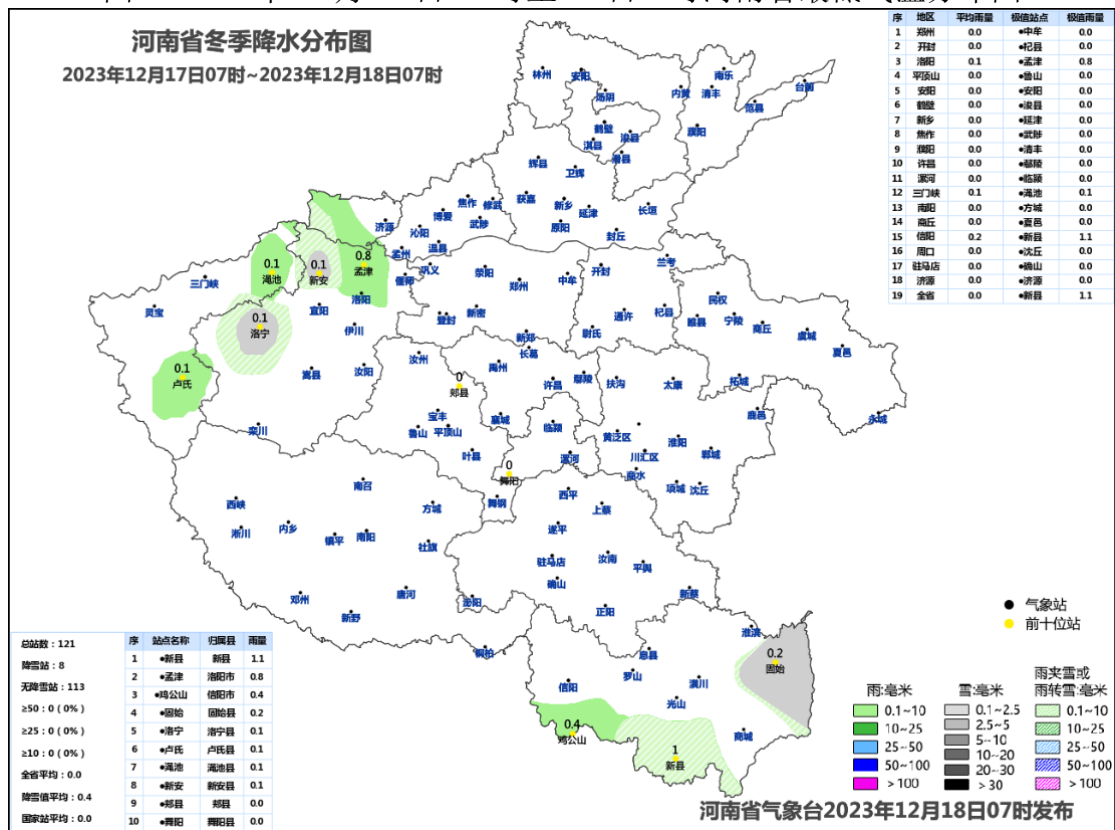 河南省冬季降水分布图
2023年12月17日07时~2023年12月18日07时
序 地区 平均雨量 极值站点 极值雨量
1 郑州 0.0 •中牟 0.0
2 开封 0.0 •杞县 0.0
3 洛阳 0.1 •孟津 0.8
4 平顶山 0.0 •鲁山 0.0
5 安阳 0.0 •安阳 0.0
6 鹤壁 0.0 •浚县 0.0
7 新乡 0.0 •延津 0.0
8 焦作 0.0 •武陟 0.0
9 濮阳 0.0 •清丰 0.0
10 许昌 0.0 •鄢陵 0.0
11 漯河 0.0 •临颍 0.0
12 三门峡 0.1 •渑池 0.1
13 南阳 0.0 •方城 0.0
14 商丘 0.0 •夏邑 0.0
15 信阳 0.2 •新县 1.1
16 周口 0.0 •沈丘 0.0
17 驻马店 0.0 •确山 0.0
18 济源 0.0 •济源 0.0
19 全省 0.0 •新县 1.1
林州 安阳 南乐
汤阴 内黄 清丰 台前
范县
鹤壁 浚县 濮阳
淇县 滑县
辉县
卫辉
焦作 修武 获嘉 新乡 延津 长垣
济源 博爱 武陟 原阳 封丘
沁阳 温县
0.1 0.1 0.8 孟州
渑池 新安 孟津 偃师 巩义 荥阳 郑州 中牟 开封 兰考
三门峡
灵宝 0.1 宜阳 洛阳 登封 新密 通许 杞县 民权
洛宁 伊川 新郑 尉氏 睢县 宁陵 商丘 虞城
夏邑
0.1 嵩县 汝阳 汝州 0 禹州 长葛
卢氏 郏县 许昌 鄢陵 扶沟 太康 柘城
栾川 宝丰 襄城 临颍 鹿邑 永城
鲁山 平顶山 黄泛区 淮阳
叶县 0 漯河 川汇区 郸城
舞阳 商水
南召 项城 沈丘
西峡 方城 舞钢 西平 上蔡
淅川 内乡 镇平 南阳 社旗 遂平
驻马店 汝南 平舆
邓州 唐河 确山 新蔡
新野 泌阳 正阳
桐柏 淮滨
息县 0.2
信阳 罗山 潢川 固始
光山
0.4 商城
鸡公山 1
新县
气象站
前十位站
总站数：121
降雪站：8
无降雪站：113
≥50：0（0%）
≥25：0（0%）
≥10：0（0%）
全省平均：0.0
降雪值平均：0.4
国家站平均：0.0
序 站点名称 归属县 雨量
1 •新县 新县 1.1
2 •孟津 洛阳市 0.8
3 •鸡公山 信阳市 0.4
4 •固始 固始县 0.2
5 •洛宁 洛宁县 0.1
6 •卢氏 卢氏县 0.1
7 •渑池 渑池县 0.1
8 •新安 新安县 0.1
9 •郏县 郏县 0.0
10 •舞阳 舞阳县 0.0
雨:毫米
0.1~10
10~25
25~50
50~100
>100
雪:毫米
0.1~2.5
2.5~5
5~10
10~20
20~30
>30
雨夹雪或
雨转雪:毫米
0.1~10
10~25
25~50
50~100
>100
河南省气象台2023年12月18日07时发布